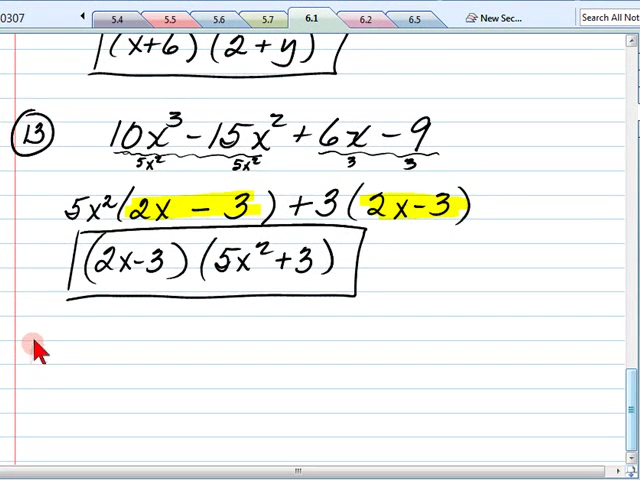 0307 5.4 5.5 5.6 5.7 6.1 6.2 6.5 New Sec... Search All Not
(x+6)(2+y)
13 10x³-15x²+6x-9
5x² 5x² 3 3
5x²(2x-3)+3(2x-3)
(2x-3)(5x²+3)